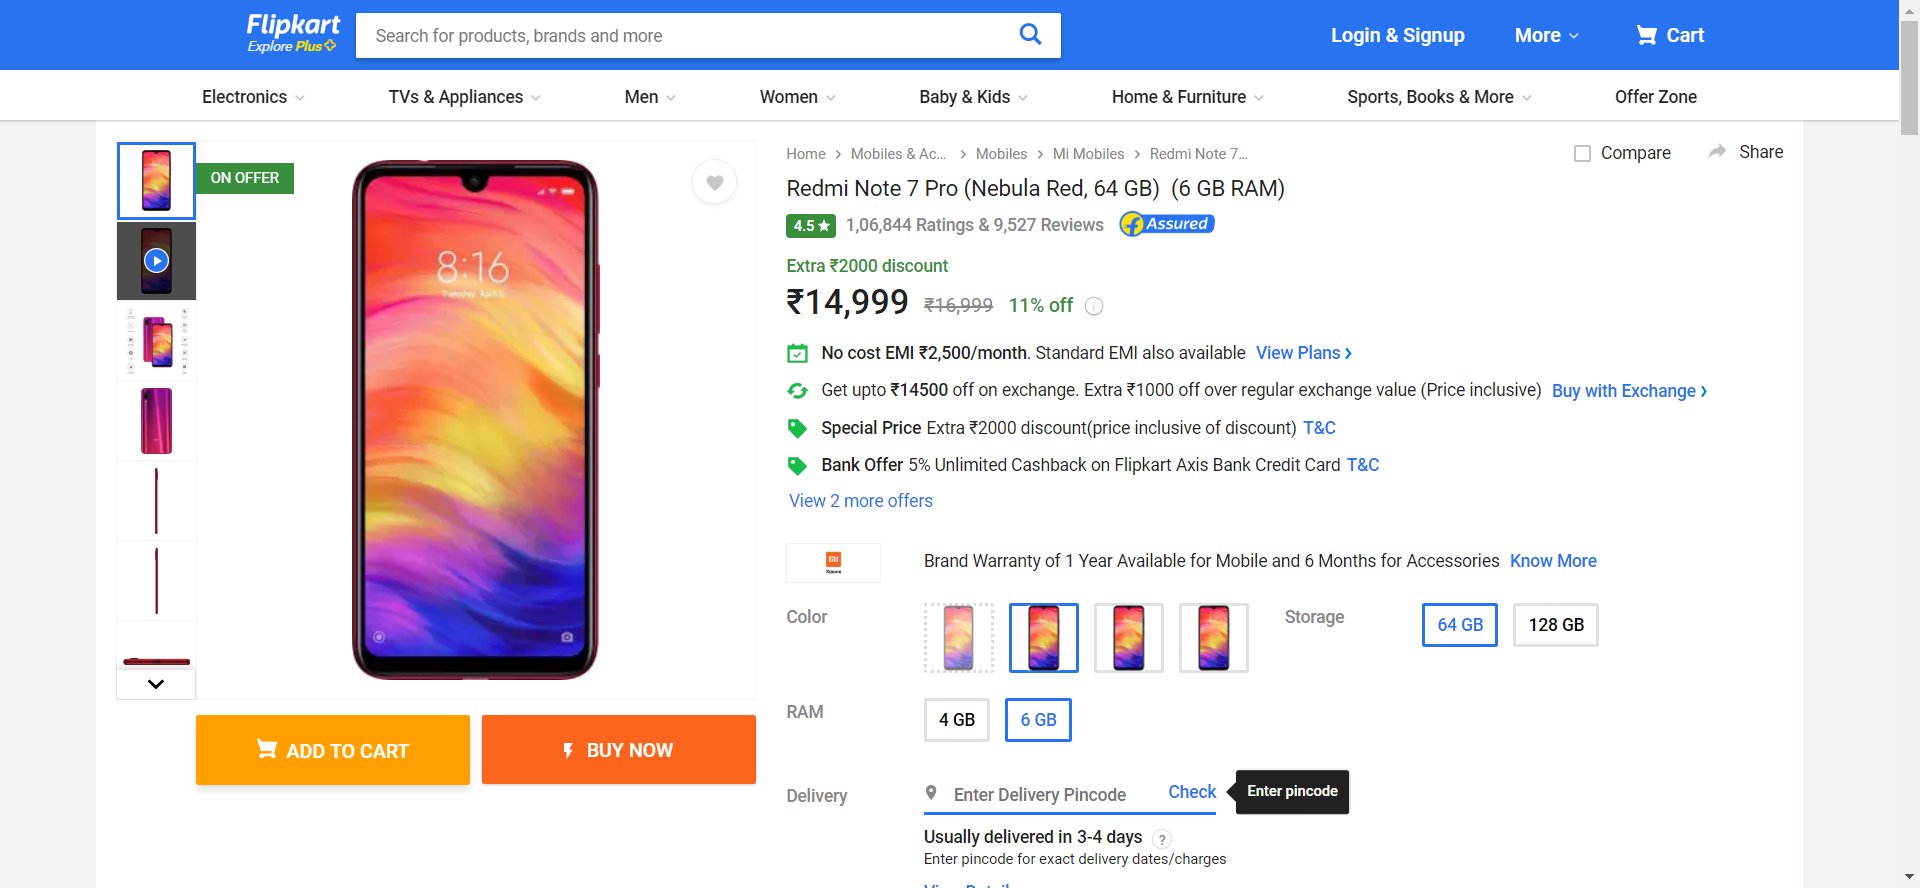 Flipkart
Explore Plus
Search for products, brands and more
Login & Signup
More
Cart
Electronics
TVs & Appliances
Men
Women
Baby & Kids
Home & Furniture
Sports, Books & More
Offer Zone
ON OFFER
8:16
Home
Mobiles & Ac...
Mobiles
Mi Mobiles
Redmi Note 7...
Compare
Share
Redmi Note 7 Pro (Nebula Red, 64 GB) (6 GB RAM)
4.5★ 1,06,844 Ratings & 9,527 Reviews
Assured
Extra ₹2000 discount
₹14,999 ₹16,999 11% off
No cost EMI ₹2,500/month. Standard EMI also available View Plans
Get upto ₹14500 off on exchange. Extra ₹1000 off over regular exchange value (Price inclusive) Buy with Exchange
Special Price Extra ₹2000 discount(price inclusive of discount) T&C
Bank Offer 5% Unlimited Cashback on Flipkart Axis Bank Credit Card T&C
View 2 more offers
mi
Xiaomi
Brand Warranty of 1 Year Available for Mobile and 6 Months for Accessories Know More
Color
Storage
64 GB
128 GB
RAM
4 GB
6 GB
ADD TO CART
BUY NOW
Delivery
Enter Delivery Pincode
Check
Enter pincode
Usually delivered in 3-4 days ?
Enter pincode for exact delivery dates/charges